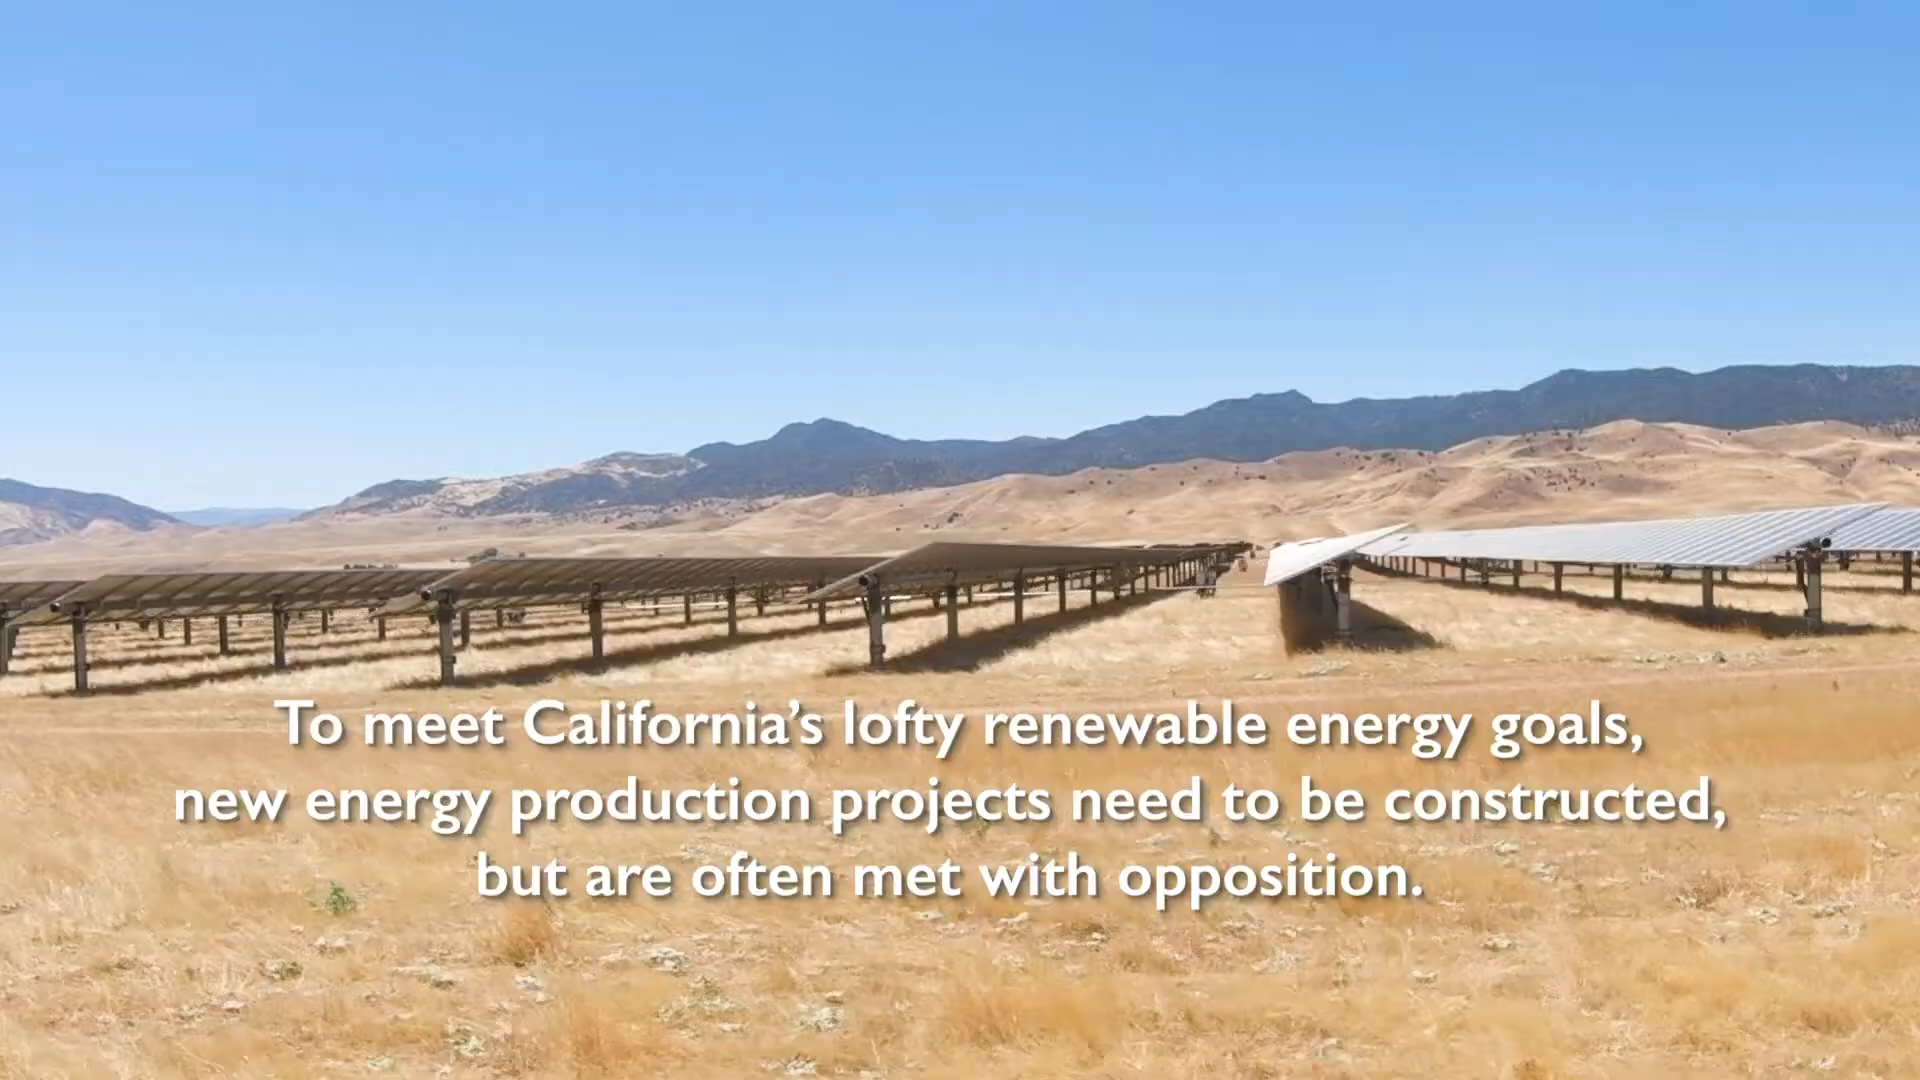 To meet California’s lofty renewable energy goals,
new energy production projects need to be constructed,
but are often met with opposition.